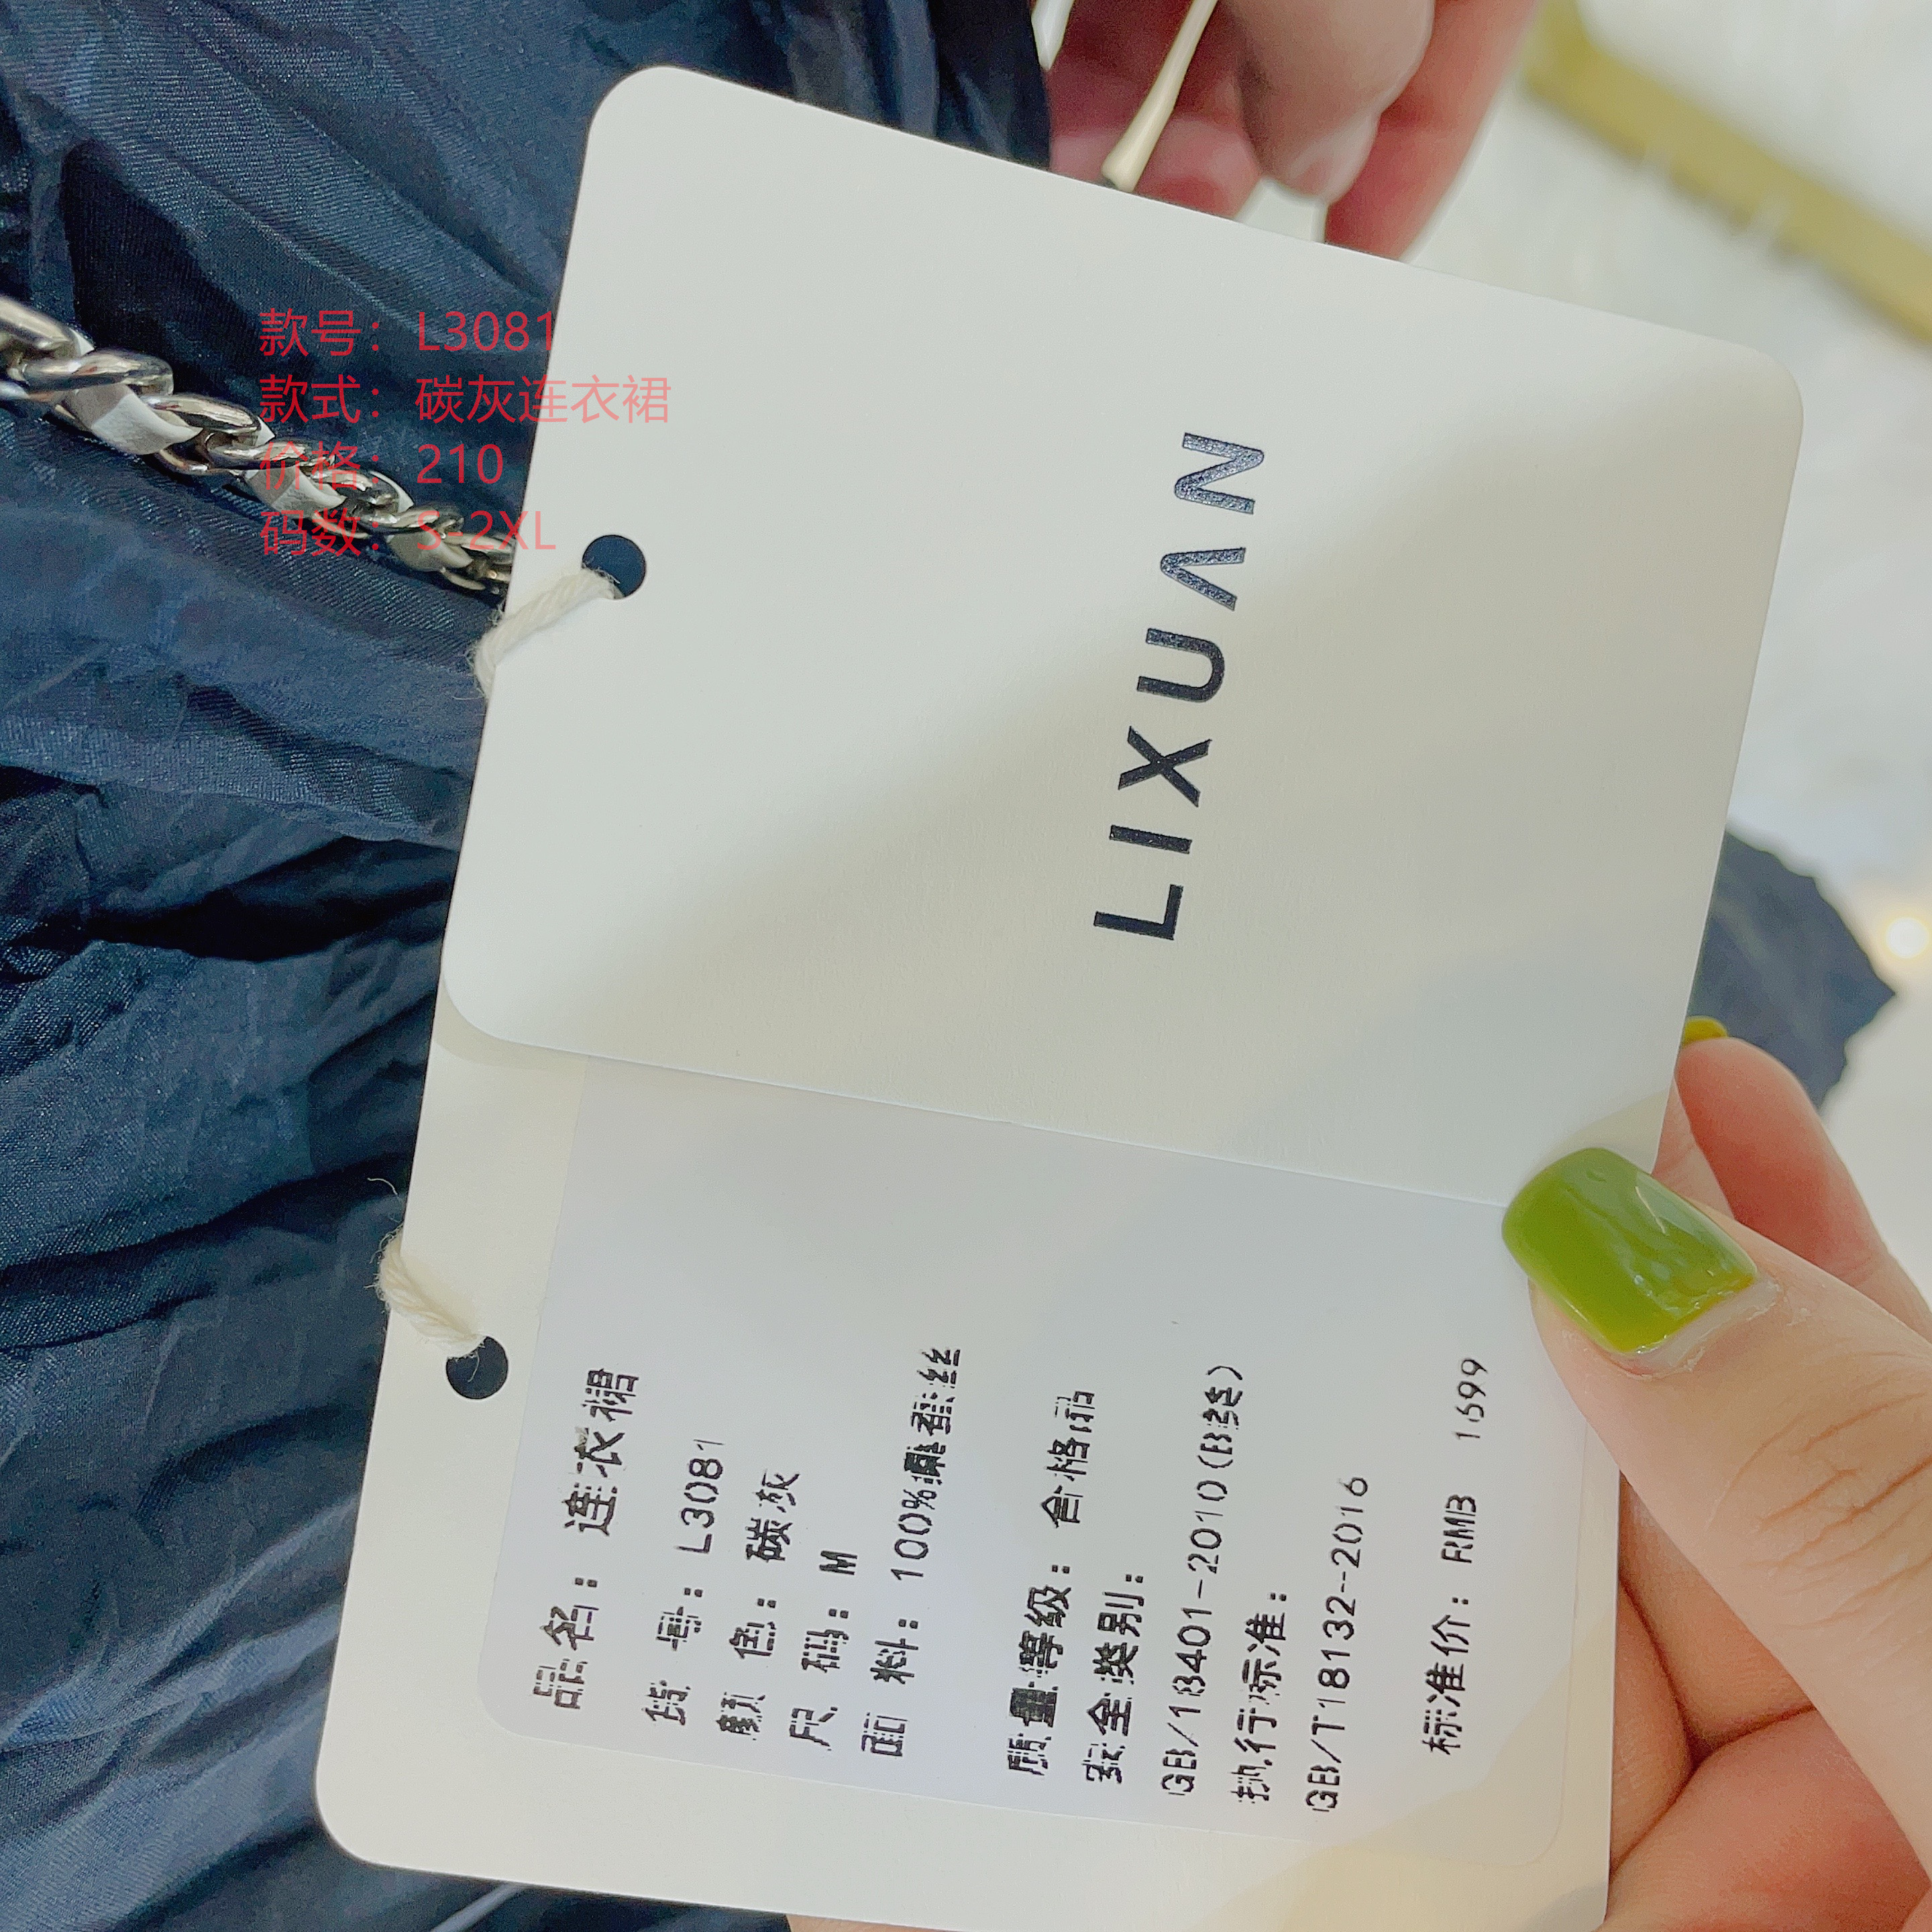 款号：L3081
款式：碳灰连衣裙
价格：210
码数：S-2XL
LIXUAN
品名：连衣裙
货 号：L3081
颜 色：碳灰
尺 码：M
面 料：100%桑蚕丝
质量等级：合格品
安全类别：
GB/18401-2010(B类)
执行标准：
GB/T18132-2016
标准价：RMB 1699